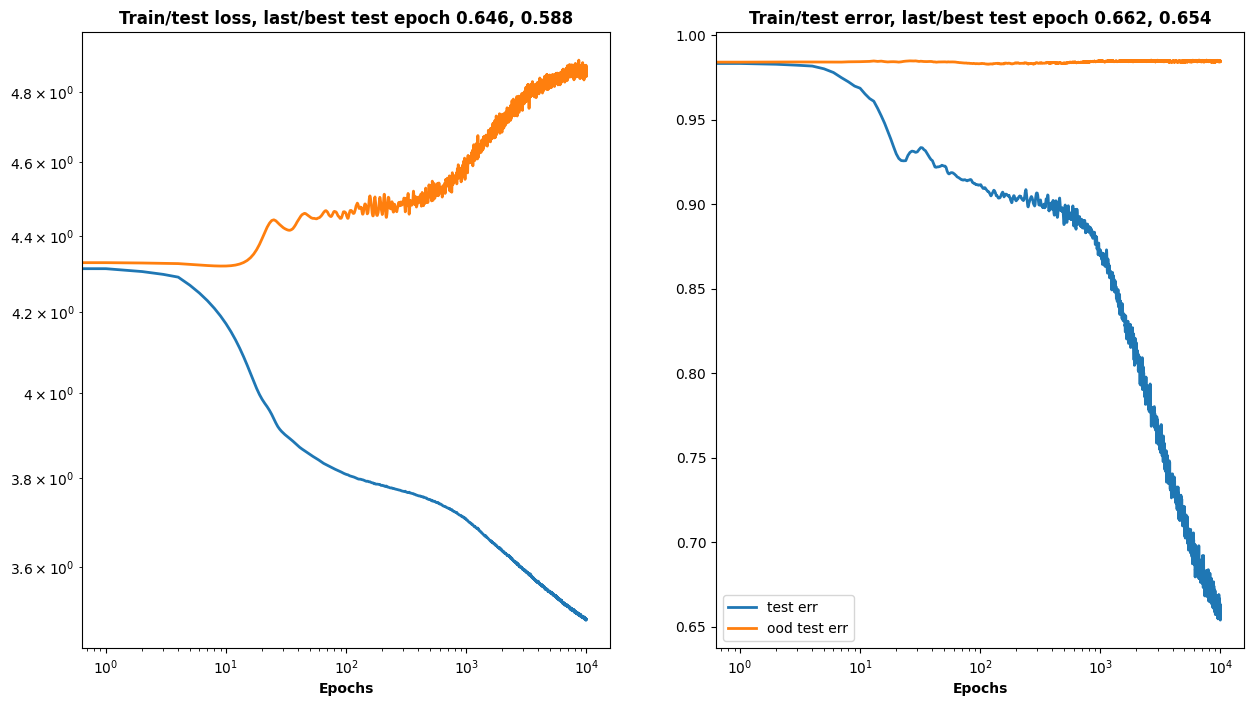 Train/test loss, last/best test epoch 0.646, 0.588
4.8 × 10⁰
4.6 × 10⁰
4.4 × 10⁰
4.2 × 10⁰
4 × 10⁰
3.8 × 10⁰
3.6 × 10⁰
10⁰ 10¹ 10² 10³ 10⁴
Epochs
Train/test error, last/best test epoch 0.662, 0.654
1.00
0.95
0.90
0.85
0.80
0.75
0.70
0.65
test err
ood test err
10⁰ 10¹ 10² 10³ 10⁴
Epochs